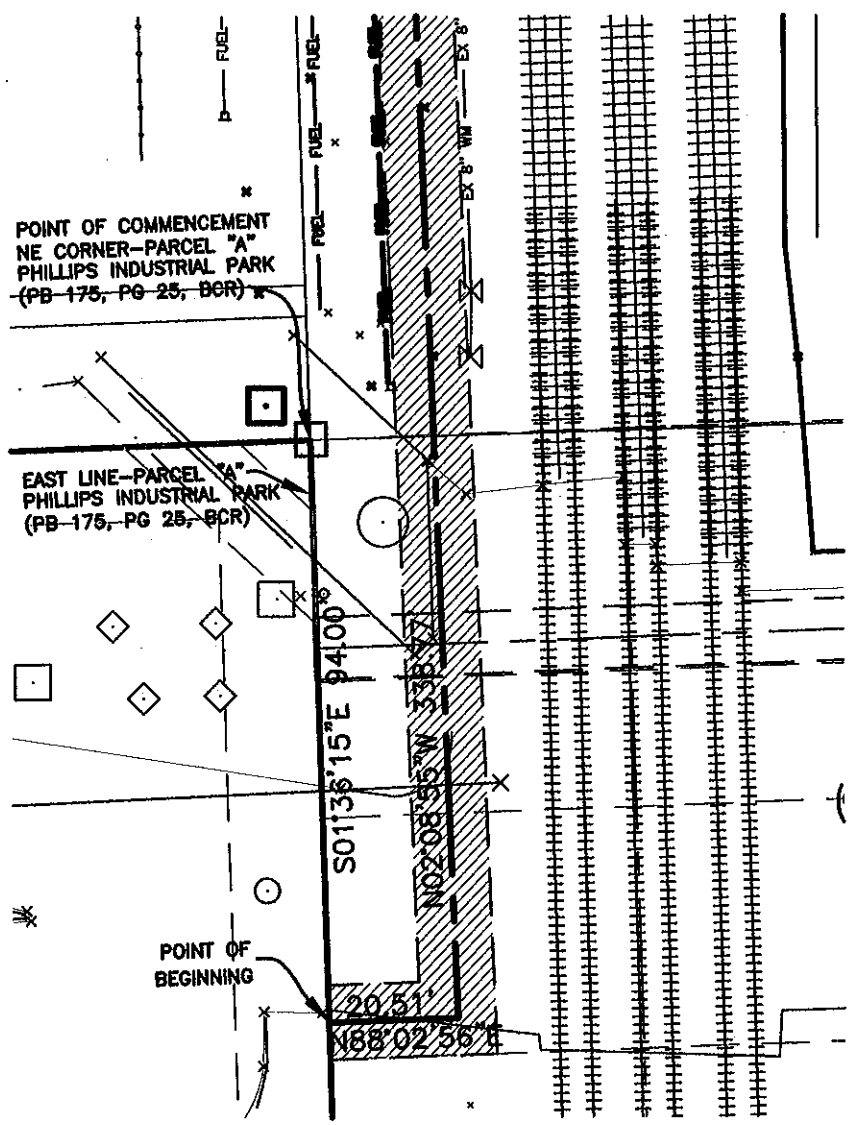 FUEL
FUEL
FUEL
FUEL
EX 8"
EX 8" WM
POINT OF COMMENCEMENT
NE CORNER-PARCEL "A"
PHILLIPS INDUSTRIAL PARK
(PB 175, PG 25, BCR)
EAST LINE-PARCEL "A"
PHILLIPS INDUSTRIAL PARK
(PB 175, PG 25, BCR)
S01°36'15"E 94.00'
N02°08'55"W 338.77'
POINT OF
BEGINNING
20.51'
N88°02'56"E